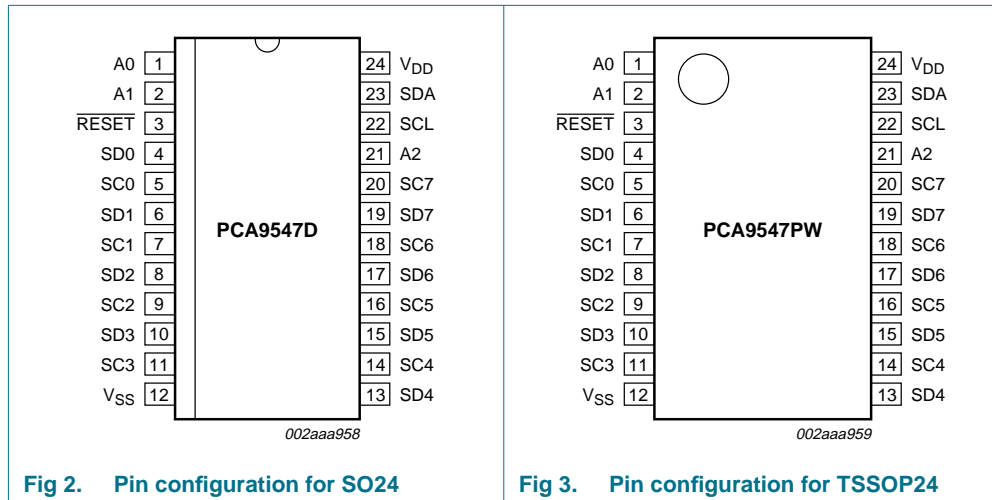 A0 1 24 VDD
A1 2 23 SDA
RESET 3 22 SCL
SD0 4 21 A2
SC0 5 20 SC7
SD1 6 19 SD7
PCA9547D
SC1 7 18 SC6
SD2 8 17 SD6
SC2 9 16 SC5
SD3 10 15 SD5
SC3 11 14 SC4
VSS 12 13 SD4
002aaa958
Fig 2. Pin configuration for SO24
A0 1 24 VDD
A1 2 23 SDA
RESET 3 22 SCL
SD0 4 21 A2
SC0 5 20 SC7
SD1 6 19 SD7
PCA9547PW
SC1 7 18 SC6
SD2 8 17 SD6
SC2 9 16 SC5
SD3 10 15 SD5
SC3 11 14 SC4
VSS 12 13 SD4
002aaa959
Fig 3. Pin configuration for TSSOP24